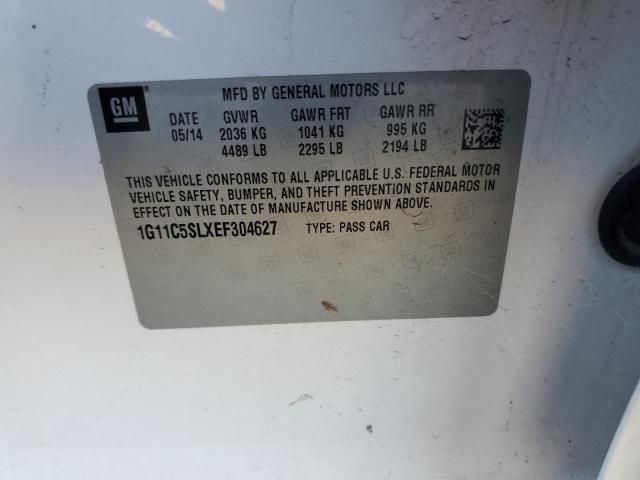 GM
MFD BY GENERAL MOTORS LLC
DATE GVWR GAWR FRT GAWR RR
05/14 2036 KG 1041 KG 995 KG
4489 LB 2295 LB 2194 LB
THIS VEHICLE CONFORMS TO ALL APPLICABLE U.S. FEDERAL MOTOR
VEHICLE SAFETY, BUMPER, AND THEFT PREVENTION STANDARDS IN
EFFECT ON THE DATE OF MANUFACTURE SHOWN ABOVE.
1G11C5SLXEF304627 TYPE: PASS CAR